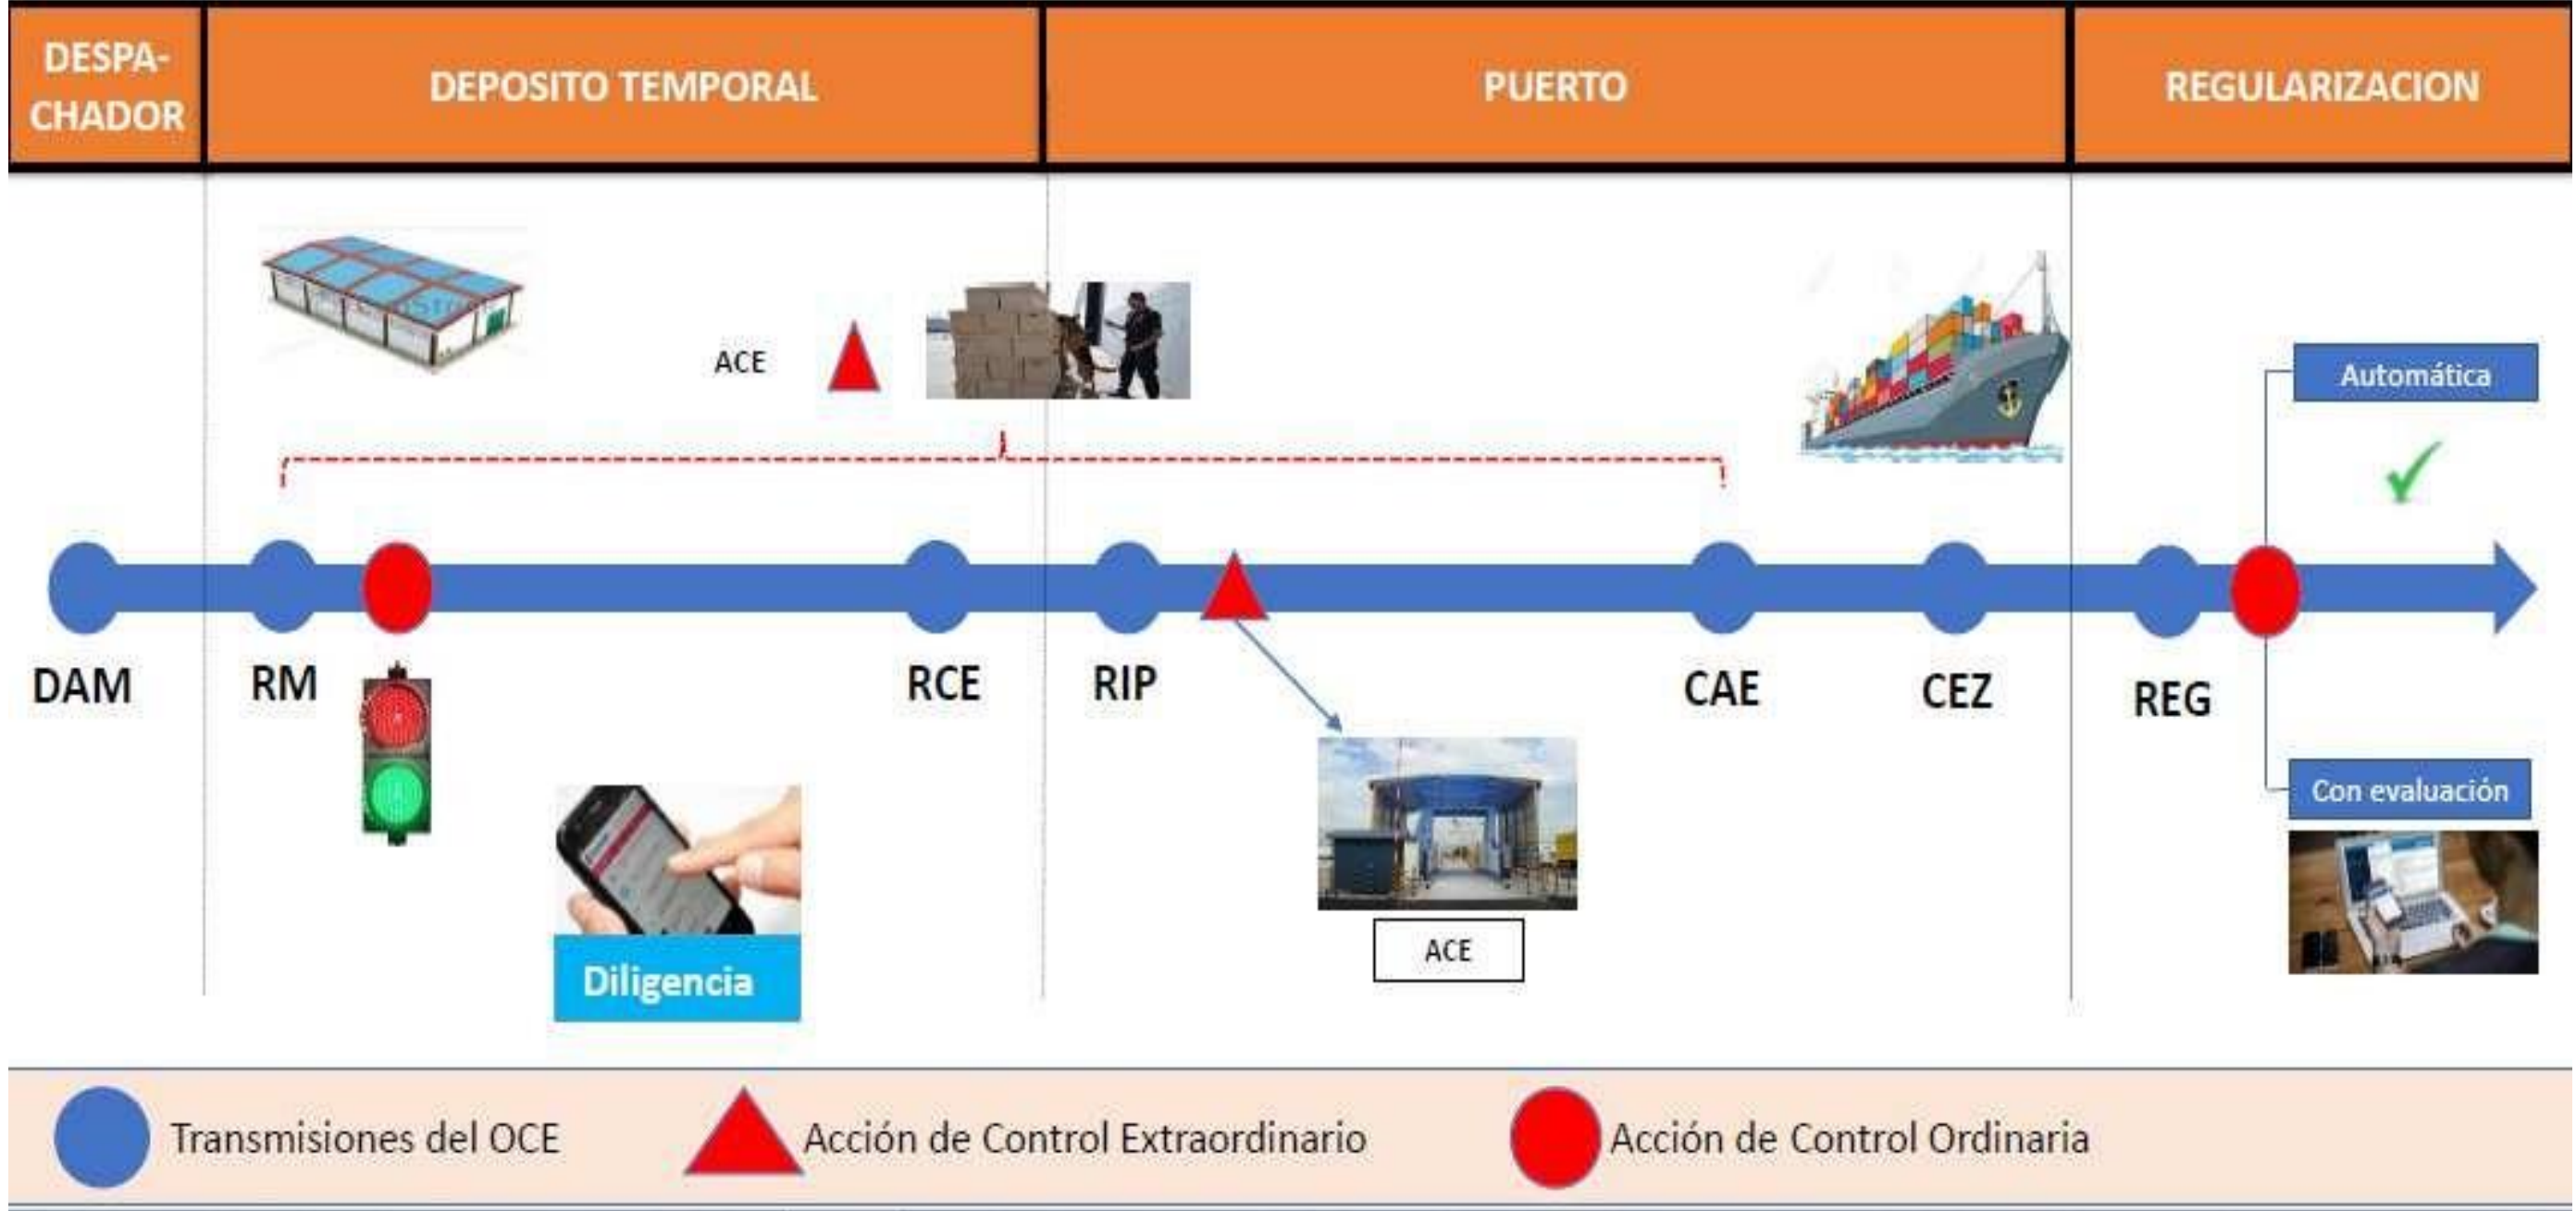 DESPA-
CHADOR
DEPOSITO TEMPORAL
PUERTO
REGULARIZACION
ACE
Automática
DAM
RM
RCE
RIP
CAE
CEZ
REG
Con evaluación
Diligencia
ACE
Transmisiones del OCE
Acción de Control Extraordinario
Acción de Control Ordinaria